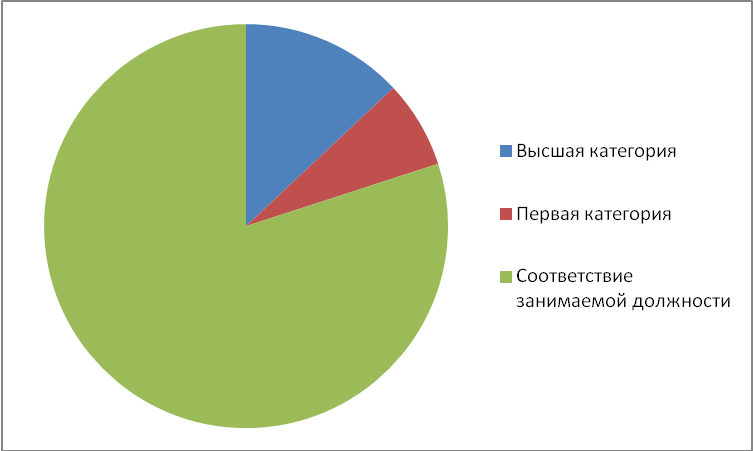 Высшая категория
Первая категория
Соответствие
занимаемой должности